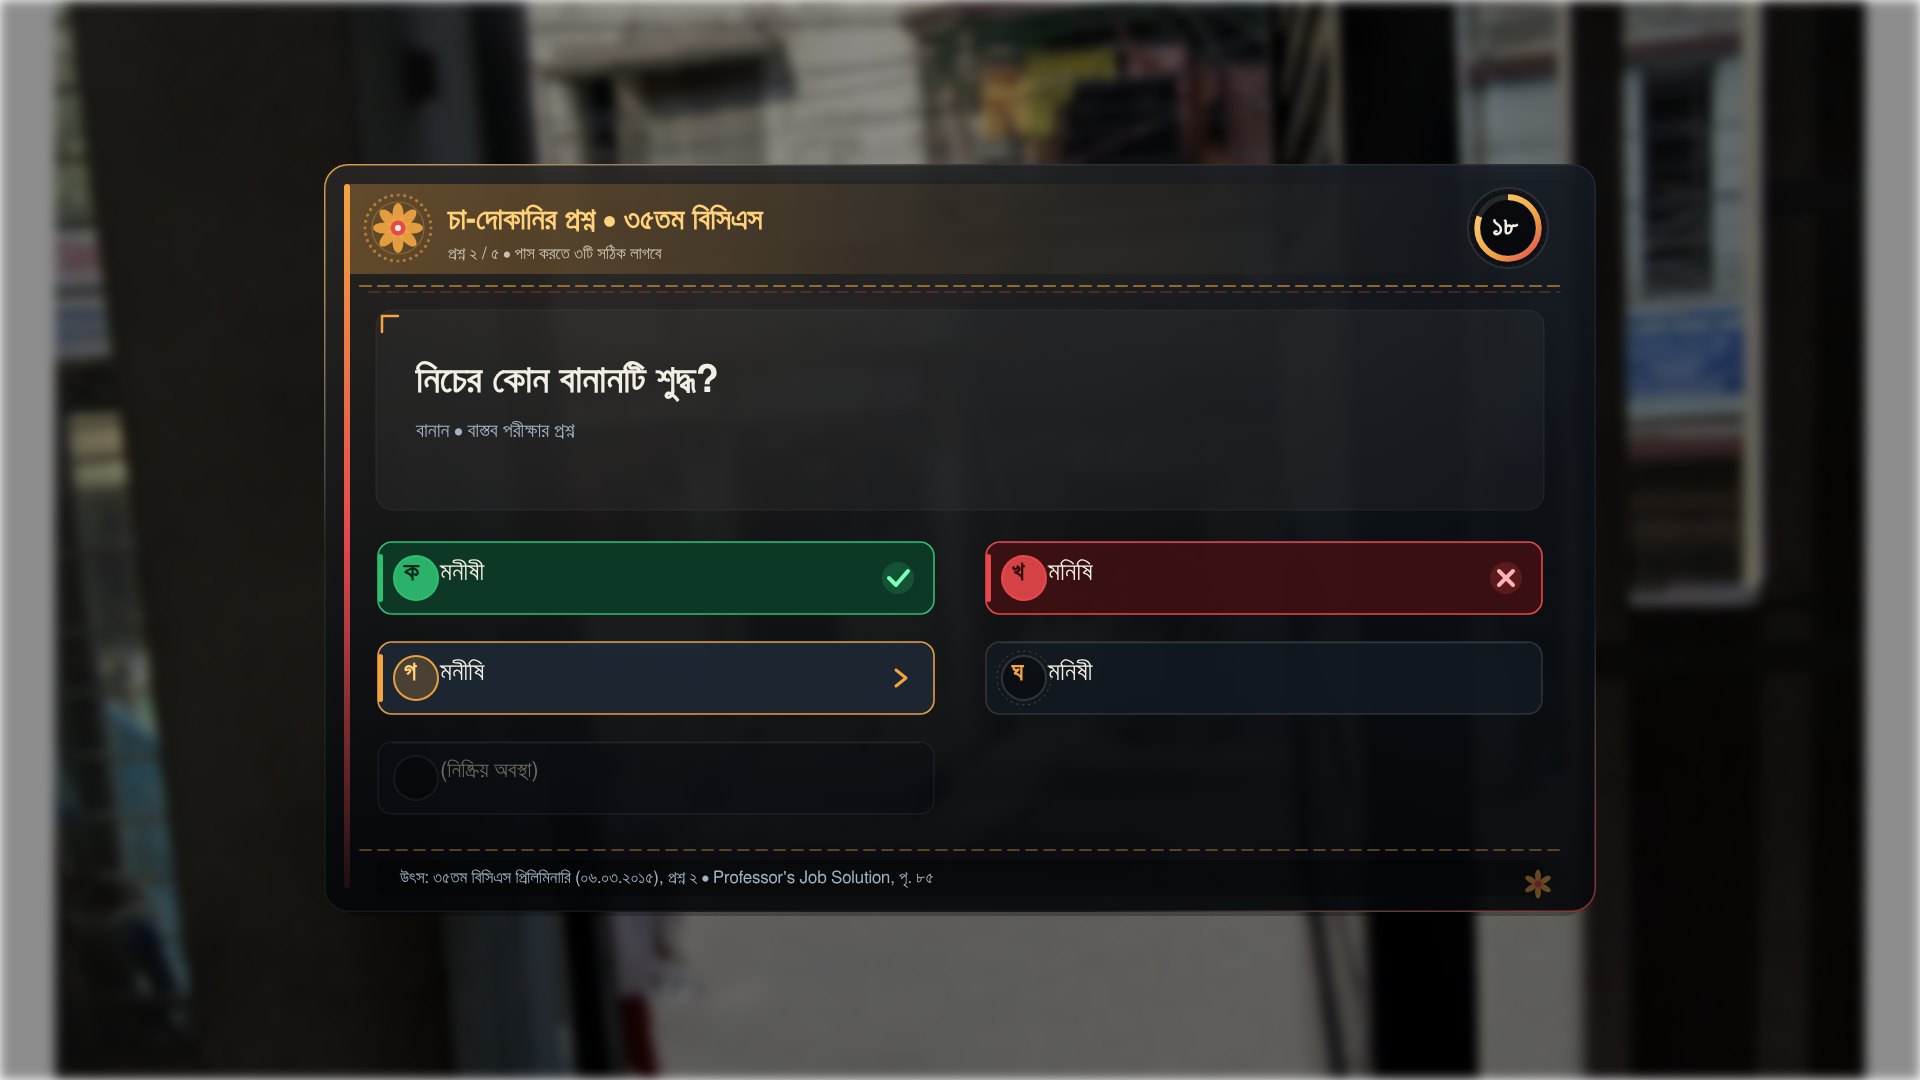 চা-দোকানির প্রশ্ন • ৩৫তম বিসিএস
প্রশ্ন ২ / ৫ • পাস করতে ৩টি সঠিক লাগবে
১৮
নিচের কোন বানানটি শুদ্ধ?
বানান • বাস্তব পরীক্ষার প্রশ্ন
ক মনীষী
খ মনিষি
গ মনীষি
ঘ মনিষী
(নিষ্ক্রিয় অবস্থা)
উৎস: ৩৫তম বিসিএস প্রিলিমিনারি (০৬.০৩.২০১৫), প্রশ্ন ২ • Professor's Job Solution, পৃ. ৮৫